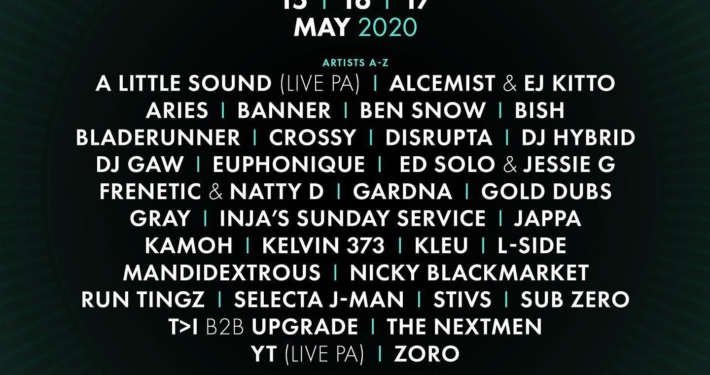 15 | 16 | 17
MAY 2020
ARTISTS A-Z
A LITTLE SOUND (LIVE PA) | ALCEMIST & EJ KITTO
ARIES | BANNER | BEN SNOW | BISH
BLADERUNNER | CROSSY | DISRUPTA | DJ HYBRID
DJ GAW | EUPHONIQUE | ED SOLO & JESSIE G
FRENETIC & NATTY D | GARDNA | GOLD DUBS
GRAY | INJA'S SUNDAY SERVICE | JAPPA
KAMOH | KELVIN 373 | KLEU | L-SIDE
MANDIDEXTROUS | NICKY BLACKMARKET
RUN TINGZ | SELECTA J-MAN | STIVS | SUB ZERO
T>I B2B UPGRADE | THE NEXTMEN
YT (LIVE PA) | ZORO